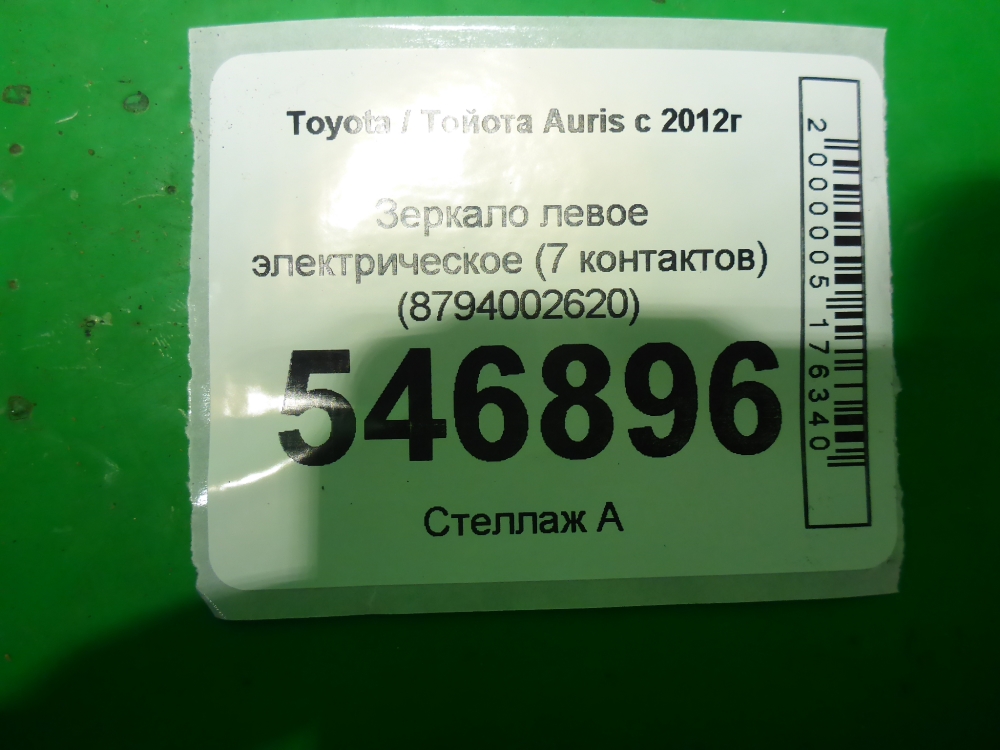 Toyota / Тойота Auris с 2012г
Зеркало левое
электрическое (7 контактов)
(8794002620)
546896
Стеллаж А
2000005176340